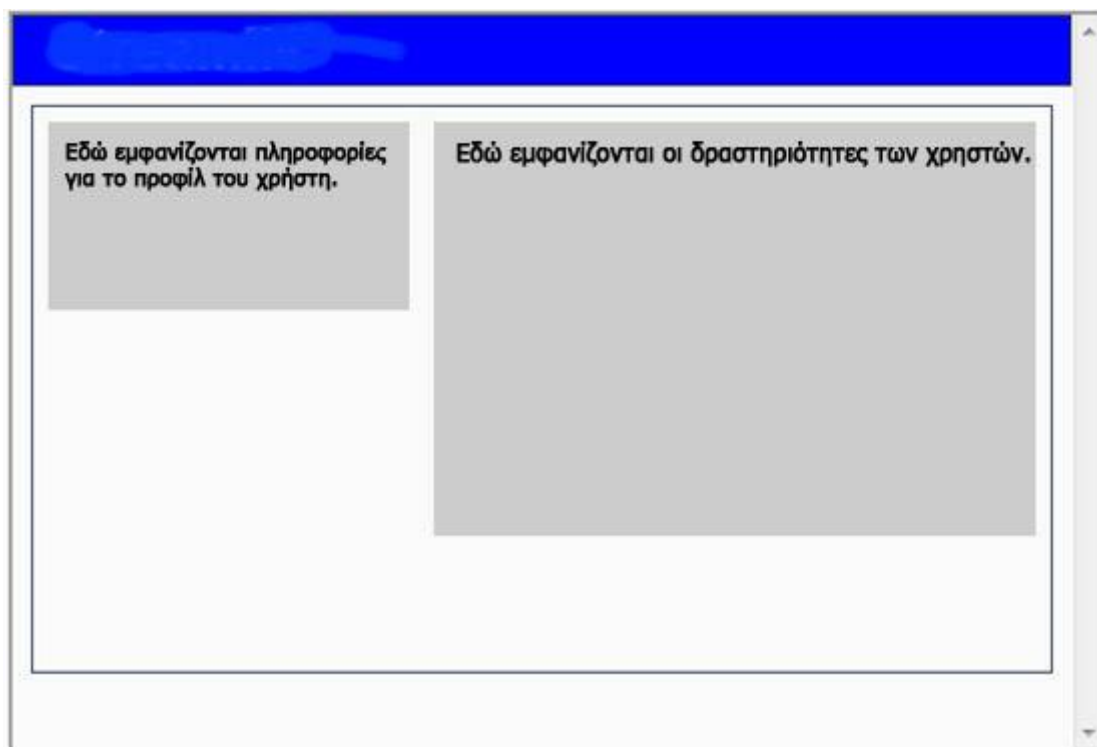 Εδώ εμφανίζονται πληροφορίες
για το προφίλ του χρήστη.
Εδώ εμφανίζονται οι δραστηριότητες των χρηστών.